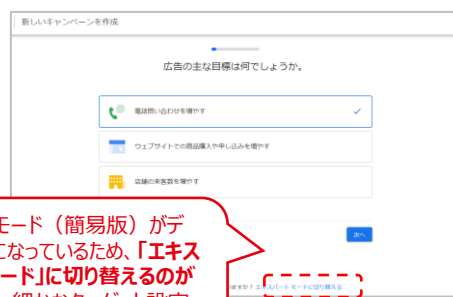 新しいキャンペーンを作成
広告の主な目標は何でしょうか。
電話問い合わせを増やす
ウェブサイトでの商品購入や申し込みを増やす
店舗の来客数を増やす
次へ
モード（簡易版）がデ
になっているため、「エキス
ード」に切り替えるのが
ますか？エキスパート モードに切り替える